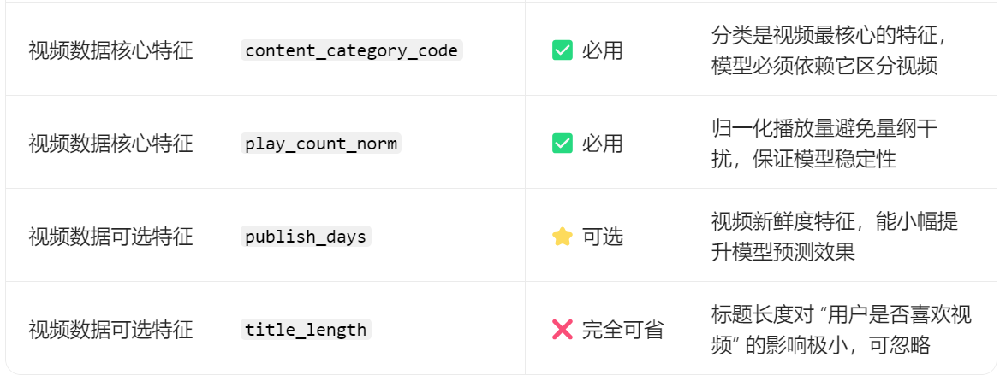 视频数据核心特征
content_category_code
✅ 必用
分类是视频最核心的特征，
模型必须依赖它区分视频
视频数据核心特征
play_count_norm
✅ 必用
归一化播放量避免量纲干
扰，保证模型稳定性
视频数据可选特征
publish_days
⭐ 可选
视频新鲜度特征，能小幅提
升模型预测效果
视频数据可选特征
title_length
❌ 完全可省
标题长度对 “用户是否喜欢视
频” 的影响极小，可忽略